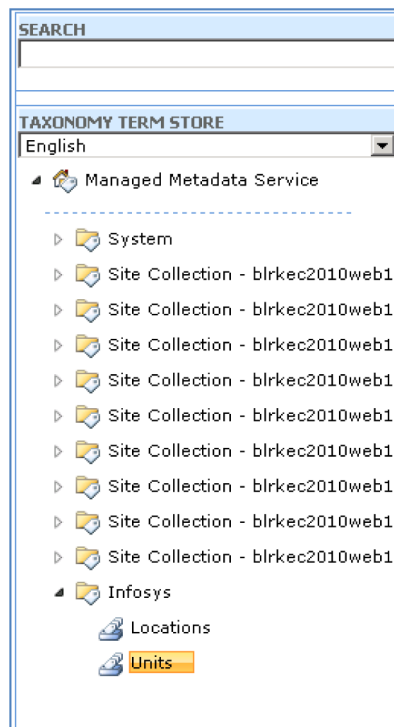 SEARCH
TAXONOMY TERM STORE
English
Managed Metadata Service
System
Site Collection - blrkec2010web1
Site Collection - blrkec2010web1
Site Collection - blrkec2010web1
Site Collection - blrkec2010web1
Site Collection - blrkec2010web1
Site Collection - blrkec2010web1
Site Collection - blrkec2010web1
Site Collection - blrkec2010web1
Site Collection - blrkec2010web1
Infosys
Locations
Units